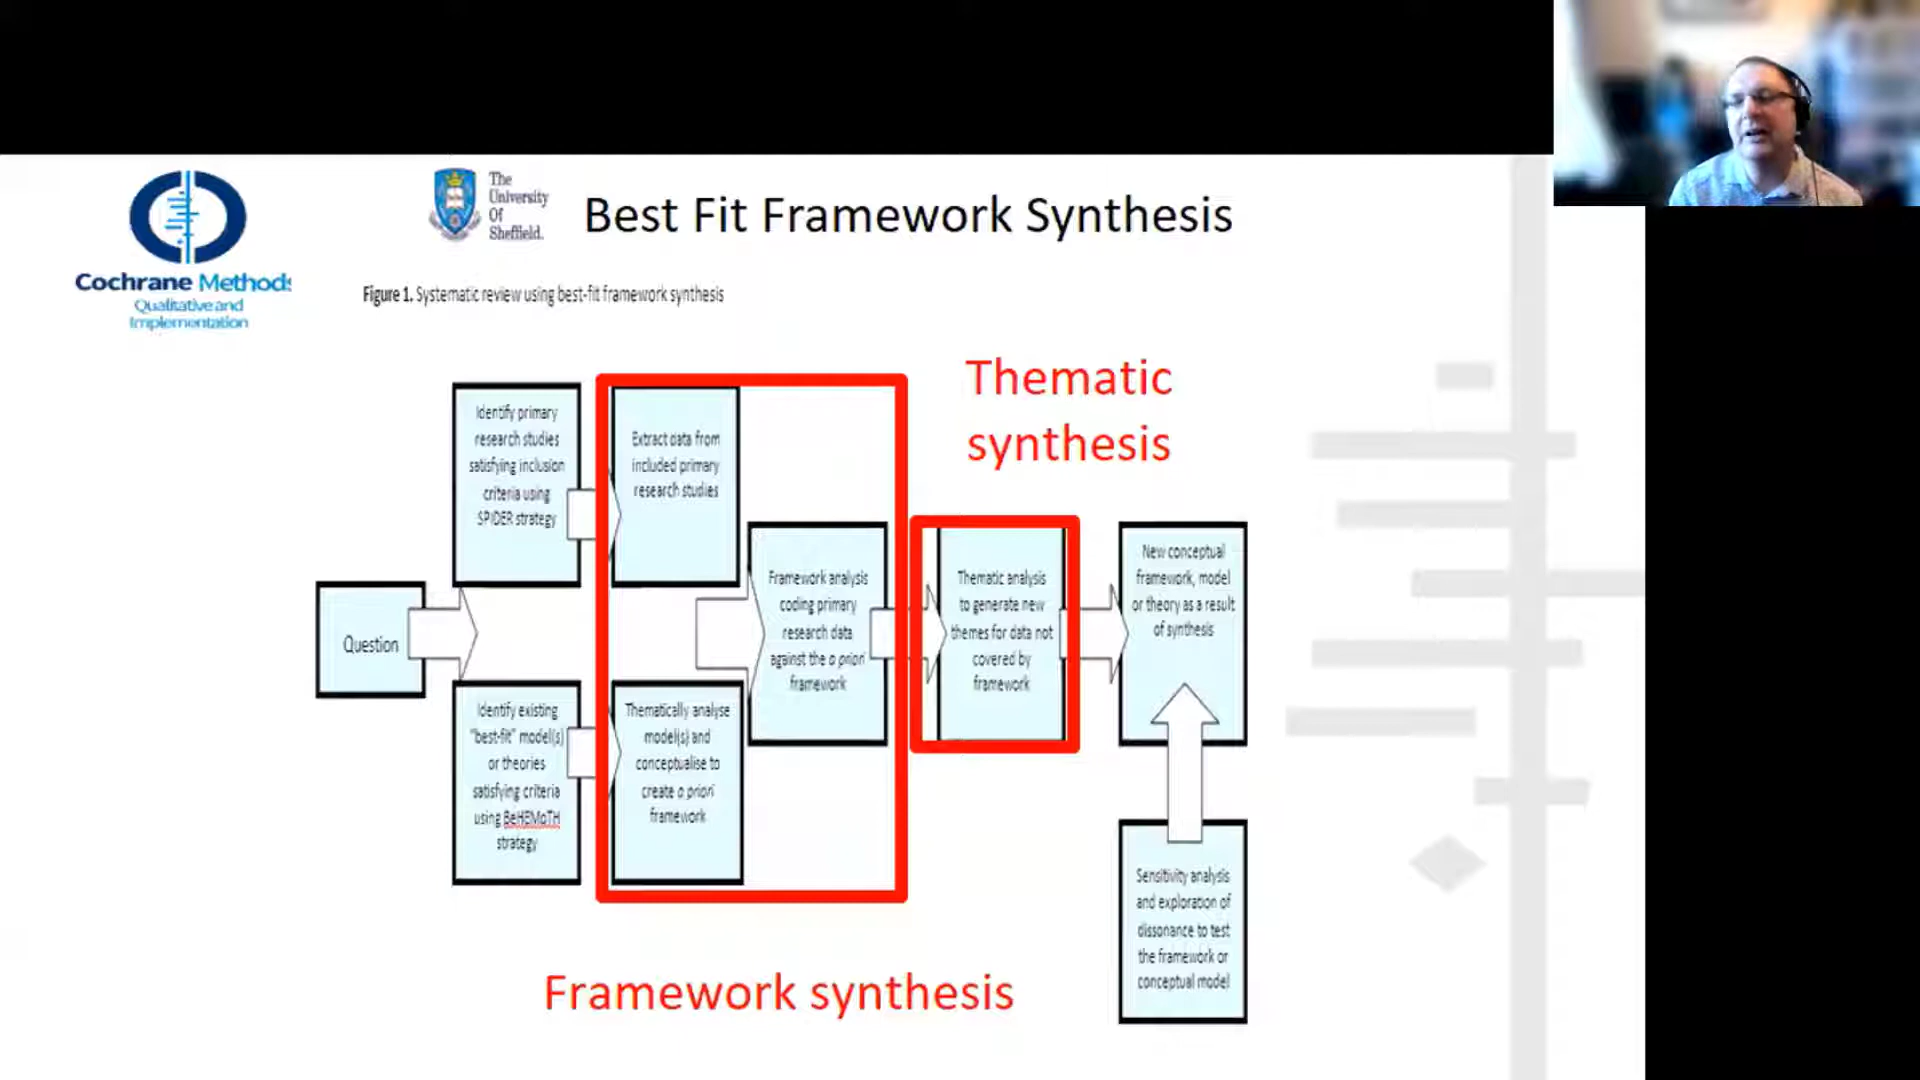 The
University
Of
Sheffield.
Best Fit Framework Synthesis
Cochrane Methods
Qualitative and
Implementation
Figure 1. Systematic review using best-fit framework synthesis
Thematic
synthesis
Identify primary
research studies
satisfying inclusion
criteria using
SPIDER strategy
Extract data from
included primary
research studies
Question
Framework analysis
coding primary
research data
against the a priori
framework
Thematic analysis
to generate new
themes for data not
covered by
framework
New conceptual
framework, model
or theory as a result
of synthesis
Identify existing
"best-fit" model(s)
or theories
satisfying criteria
using BeHEMoTH
strategy
Thematically analyse
model(s) and
conceptualise to
create a priori
framework
Sensitivity analysis
and exploration of
dissonance to test
the framework or
conceptual model
Framework synthesis